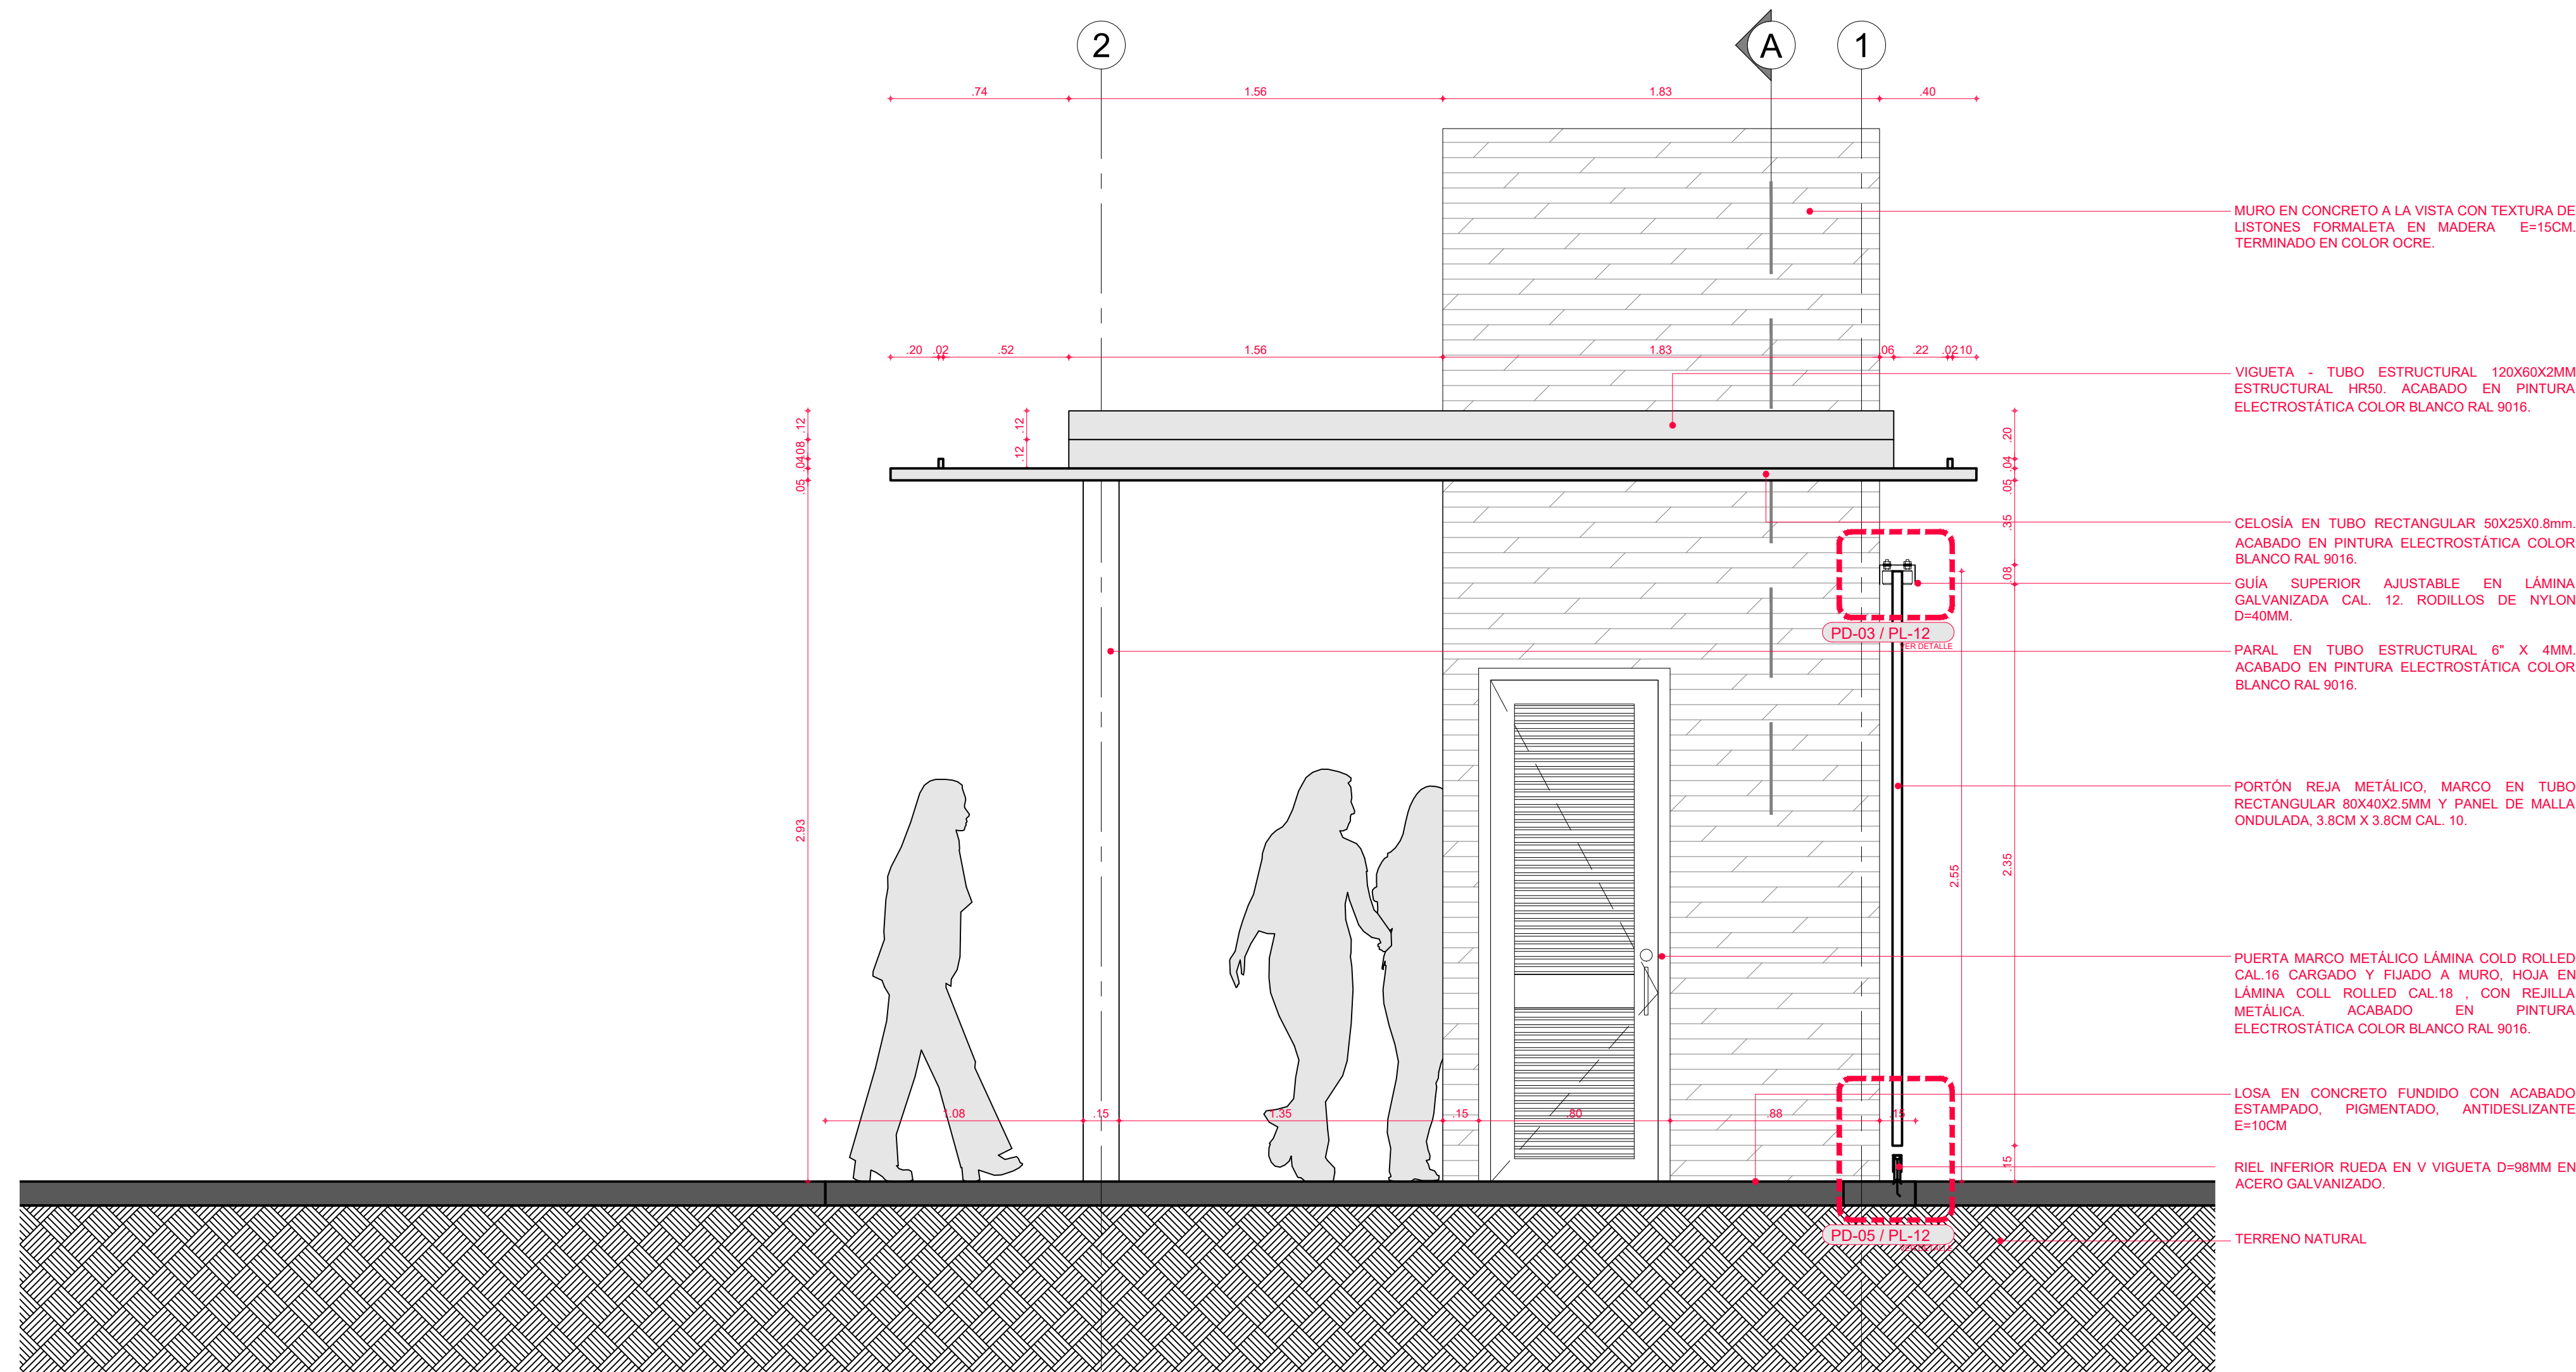 2
A
1
.74
1.56
1.83
.40
MURO EN CONCRETO A LA VISTA CON TEXTURA DE
LISTONES FORMALETA EN MADERA E=15CM.
TERMINADO EN COLOR OCRE.
.20 .02 .52 1.56 1.83 06 .22 .02 10
VIGUETA - TUBO ESTRUCTURAL 120X60X2MM
ESTRUCTURAL HR50. ACABADO EN PINTURA
ELECTROSTÁTICA COLOR BLANCO RAL 9016.
.12
.08
.04
.05
2.93
.12
.12
.20
.04
.05
.35
.08
2.35
.15
2.55
CELOSÍA EN TUBO RECTANGULAR 50X25X0.8mm.
ACABADO EN PINTURA ELECTROSTÁTICA COLOR
BLANCO RAL 9016.
GUÍA SUPERIOR AJUSTABLE EN LÁMINA
GALVANIZADA CAL. 12. RODILLOS DE NYLON
D=40MM.
PD-03 / PL-12
VER DETALLE
PARAL EN TUBO ESTRUCTURAL 6" X 4MM.
ACABADO EN PINTURA ELECTROSTÁTICA COLOR
BLANCO RAL 9016.
PORTÓN REJA METÁLICO, MARCO EN TUBO
RECTANGULAR 80X40X2.5MM Y PANEL DE MALLA
ONDULADA, 3.8CM X 3.8CM CAL. 10.
PUERTA MARCO METÁLICO LÁMINA COLD ROLLED
CAL.16 CARGADO Y FIJADO A MURO, HOJA EN
LÁMINA COLL ROLLED CAL.18 , CON REJILLA
METÁLICA. ACABADO EN PINTURA
ELECTROSTÁTICA COLOR BLANCO RAL 9016.
1.08 .15 1.35 .15 .80 .88 .15
LOSA EN CONCRETO FUNDIDO CON ACABADO
ESTAMPADO, PIGMENTADO, ANTIDESLIZANTE
E=10CM
RIEL INFERIOR RUEDA EN V VIGUETA D=98MM EN
ACERO GALVANIZADO.
PD-05 / PL-12
VER DETALLE
TERRENO NATURAL